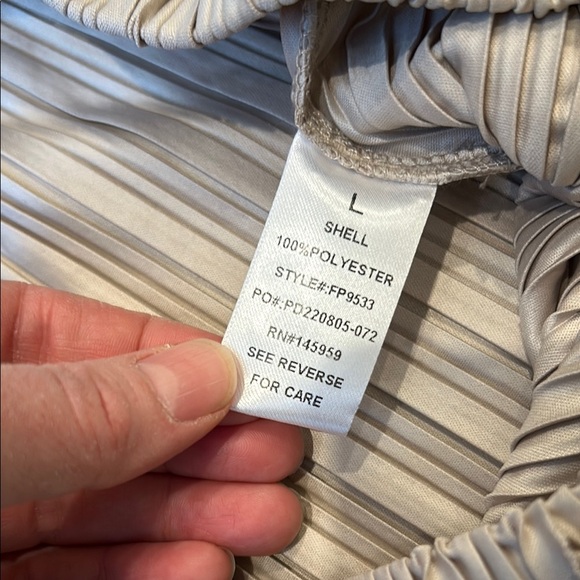 L
SHELL
100%POLYESTER
STYLE#:FP9533
PO#:PD220805-072
RN#145959
SEE REVERSE
FOR CARE